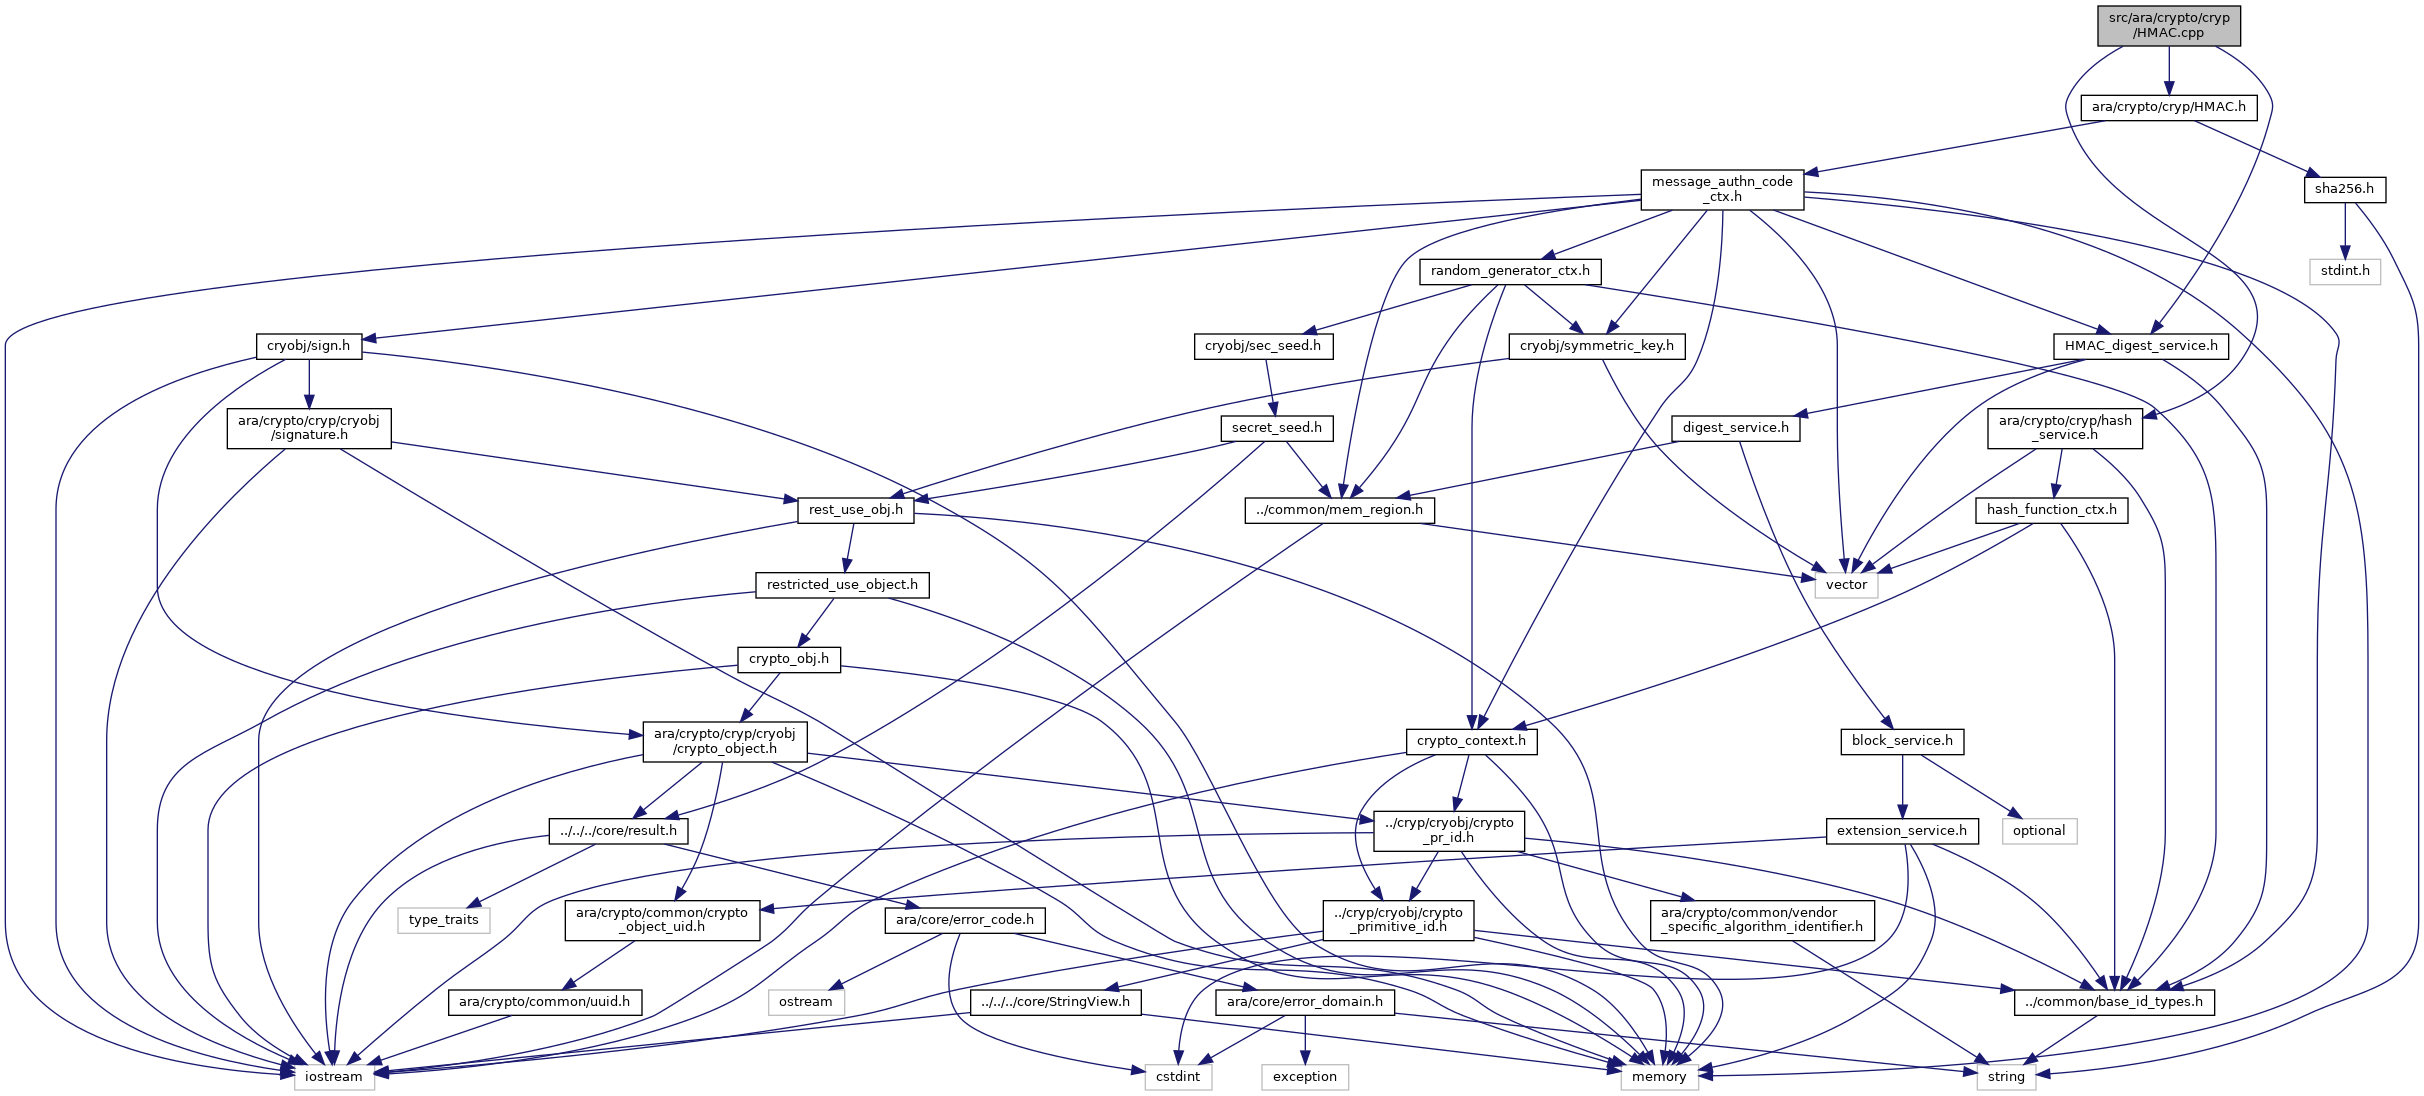 src/ara/crypto/cryp
/HMAC.cpp
ara/crypto/cryp/HMAC.h
message_authn_code
_ctx.h
sha256.h
random_generator_ctx.h
stdint.h
cryobj/sign.h
cryobj/sec_seed.h
cryobj/symmetric_key.h
HMAC_digest_service.h
ara/crypto/cryp/cryobj
/signature.h
secret_seed.h
digest_service.h
ara/crypto/cryp/hash
_service.h
rest_use_obj.h
../common/mem_region.h
hash_function_ctx.h
restricted_use_object.h
vector
crypto_obj.h
ara/crypto/cryp/cryobj
/crypto_object.h
crypto_context.h
block_service.h
../../../core/result.h
../cryp/cryobj/crypto
_pr_id.h
extension_service.h
optional
type_traits
ara/crypto/common/crypto
_object_uid.h
ara/core/error_code.h
../cryp/cryobj/crypto
_primitive_id.h
ara/crypto/common/vendor
_specific_algorithm_identifier.h
ara/crypto/common/uuid.h
ostream
../../../core/StringView.h
ara/core/error_domain.h
../common/base_id_types.h
iostream
cstdint
exception
memory
string